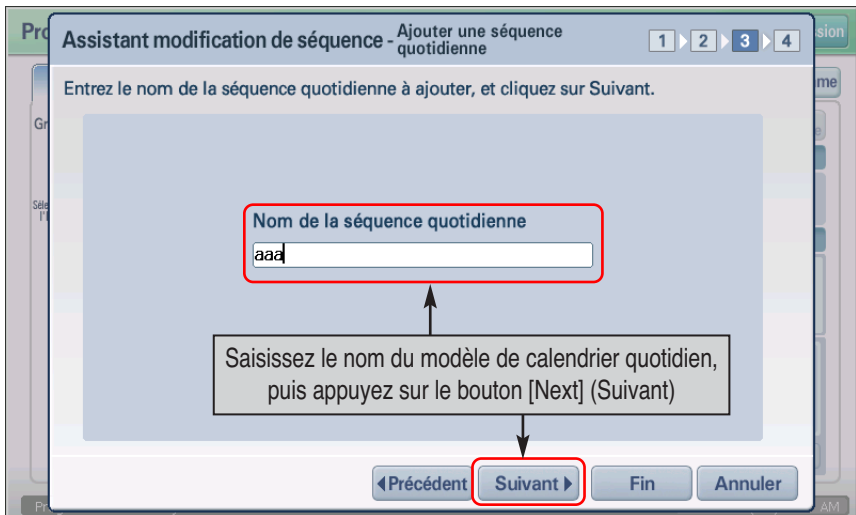 Assistant modification de séquence - Ajouter une séquence quotidienne
1 2 3 4
Entrez le nom de la séquence quotidienne à ajouter, et cliquez sur Suivant.
Nom de la séquence quotidienne
aaa
Saisissez le nom du modèle de calendrier quotidien,
puis appuyez sur le bouton [Next] (Suivant)
Précédent Suivant Fin Annuler
AM